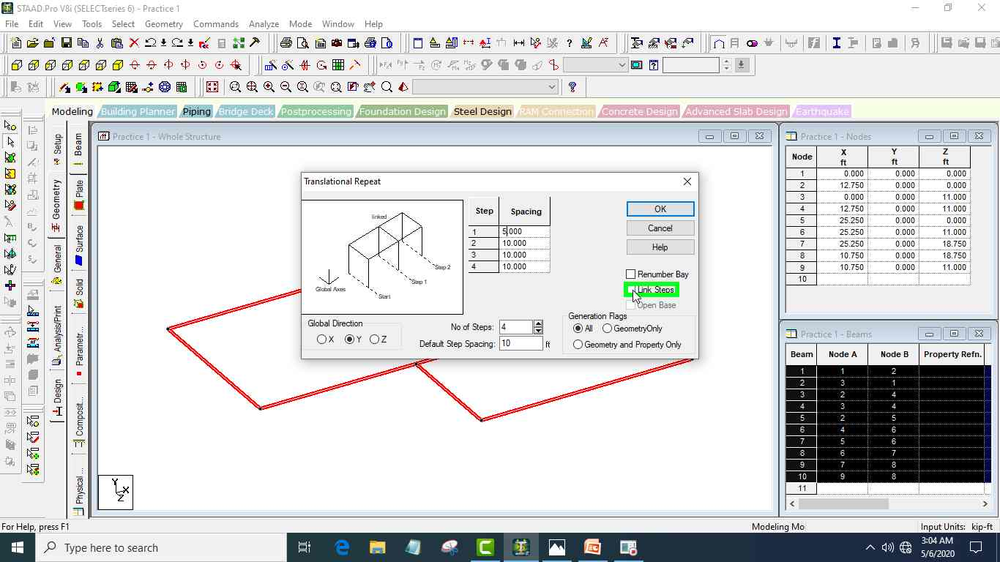 STAAD.Pro V8i (SELECTseries 6) - Practice 1
File Edit View Tools Select Geometry Commands Analyze Mode Window Help
Modeling Building Planner Piping Bridge Deck Postprocessing Foundation Design Steel Design RAM Connection Concrete Design Advanced Slab Design Earthquake
Setup
Geometry
General
Analysis/Print
Design
Beam
Plate
Surface
Solid
Parametr...
Composit...
Physical ...
Practice 1 - Whole Structure
Translational Repeat
linked
Step 2
Step 1
Start
Global Axes
Step Spacing
1 5.000
2 10.000
3 10.000
4 10.000
OK
Cancel
Help
Renumber Bay
Link Steps
Open Base
Global Direction
X Y Z
No of Steps: 4
Default Step Spacing: 10 ft
Generation Flags
All GeometryOnly
Geometry and Property Only
Y
X
Z
Practice 1 - Nodes
Node X ft Y ft Z ft
1 0.000 0.000 0.000
2 12.750 0.000 0.000
3 0.000 0.000 11.000
4 12.750 0.000 11.000
5 25.250 0.000 0.000
6 25.250 0.000 11.000
7 25.250 0.000 18.750
8 10.750 0.000 18.750
9 10.750 0.000 11.000
10
Practice 1 - Beams
Beam Node A Node B Property Refn.
1 1 2
2 3 1
3 2 4
4 3 4
5 2 5
6 4 6
7 5 6
8 6 7
9 7 8
10 9 8
11
For Help, press F1
Modeling Mo
Input Units: kip-ft
Type here to search
3:04 AM
5/6/2020